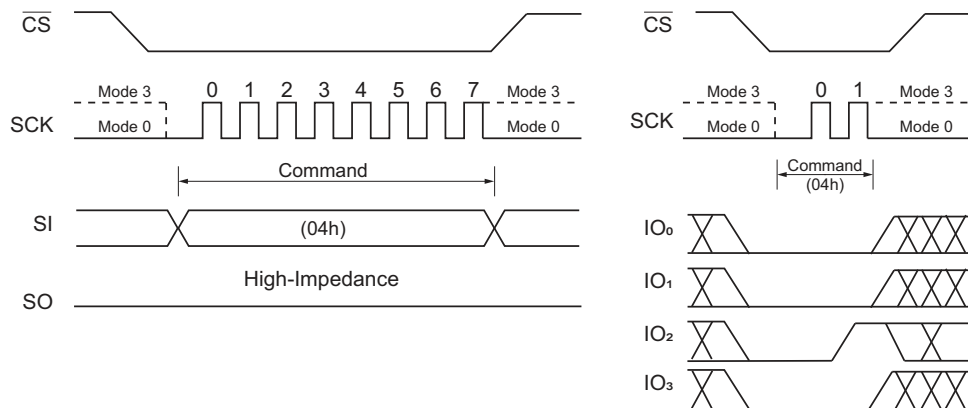 CS
Mode 3
0 1 2 3 4 5 6 7
Mode 3
SCK
Mode 0
Mode 0
Command
SI
(04h)
High-Impedance
SO
CS
Mode 3
0 1
Mode 3
SCK
Mode 0
Mode 0
Command
(04h)
IO₀
IO₁
IO₂
IO₃